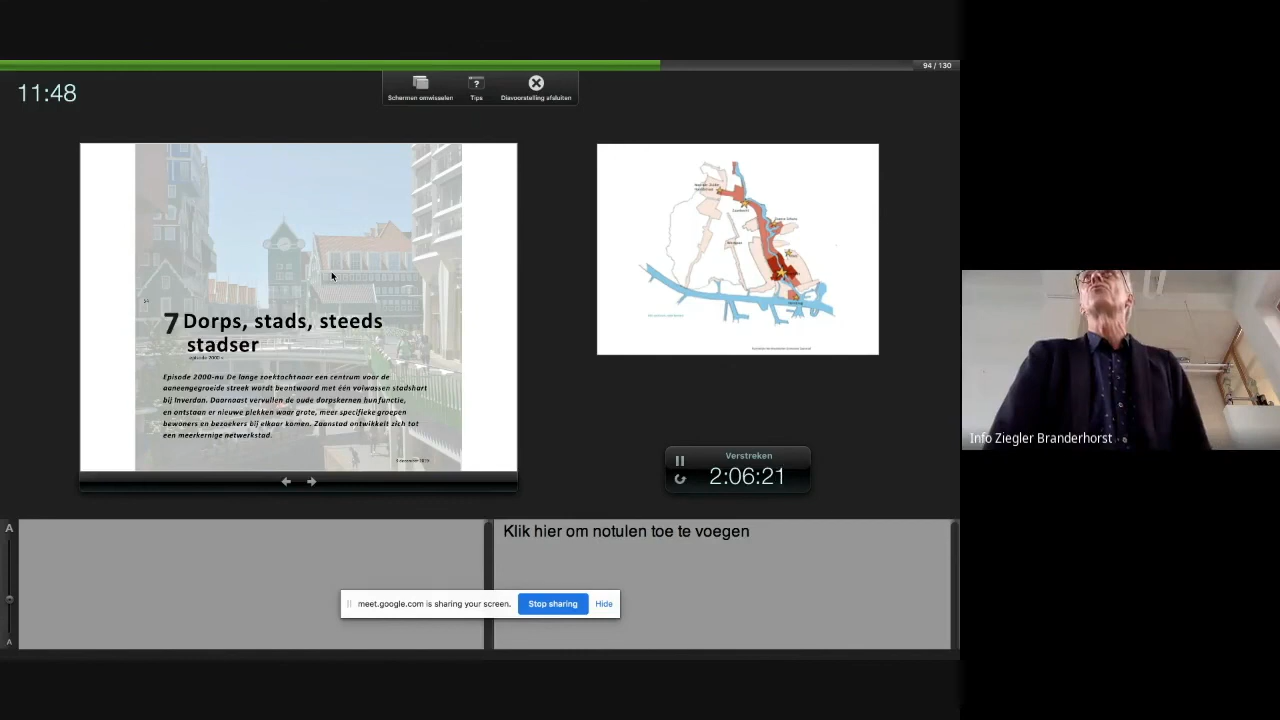 94 / 130
11:48
Schermen omwisselen
Tips
Diavoorstelling afsluiten
7 Dorps, stads, steeds
stadser
episode 2000 -
Episode 2000-nu De lange zoektocht naar een centrum voor de
aaneengegroeide streek wordt beantwoord met één volwassen stadshart
bij Inverdan. Daarnaast vervullen de oude dorpskernen hun functie,
en ontstaan er nieuwe plekken waar grote, meer specifieke groepen
bewoners en bezoekers bij elkaar komen. Zaanstad ontwikkelt zich tot
een meerkernige netwerkstad.
Verstreken
2:06:21
Info Ziegler Branderhorst
A
Klik hier om notulen toe te voegen
meet.google.com is sharing your screen.
Stop sharing
Hide
A